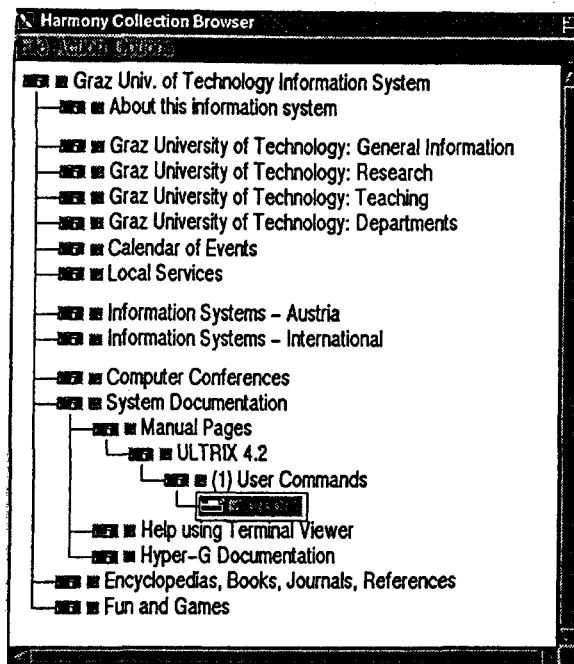 Harmony Collection Browser
File Action Options
Graz Univ. of Technology Information System
About this information system
Graz University of Technology: General Information
Graz University of Technology: Research
Graz University of Technology: Teaching
Graz University of Technology: Departments
Calendar of Events
Local Services
Information Systems – Austria
Information Systems – International
Computer Conferences
System Documentation
Manual Pages
ULTRIX 4.2
(1) User Commands
Help using Terminal Viewer
Hyper–G Documentation
Encyclopedias, Books, Journals, References
Fun and Games